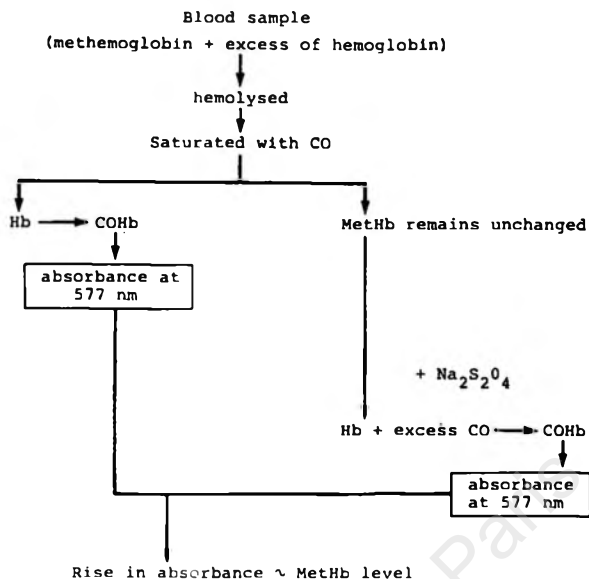 Blood sample
(methemoglobin + excess of hemoglobin)
hemolysed
Saturated with CO
Hb COHb
MetHb remains unchanged
absorbance at
577 nm
+ Na₂S₂O₄
Hb + excess CO COHb
absorbance
at 577 nm
Rise in absorbance ~ MetHb level
Paris